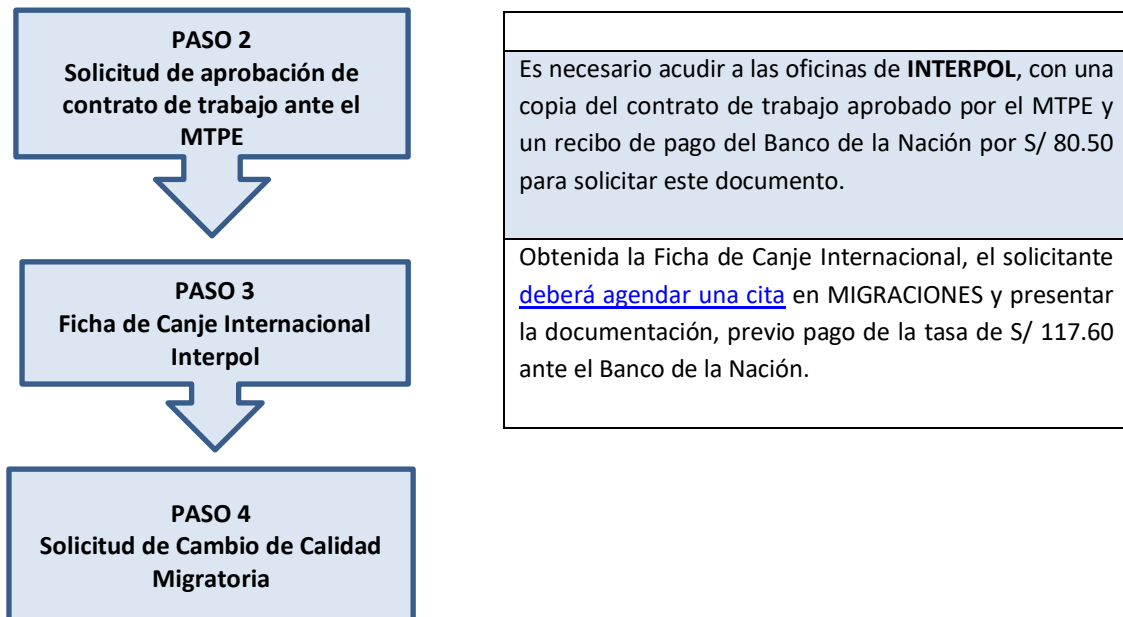 PASO 2
Solicitud de aprobación de
contrato de trabajo ante el
MTPE
PASO 3
Ficha de Canje Internacional
Interpol
PASO 4
Solicitud de Cambio de Calidad
Migratoria
Es necesario acudir a las oficinas de INTERPOL, con una
copia del contrato de trabajo aprobado por el MTPE y
un recibo de pago del Banco de la Nación por S/ 80.50
para solicitar este documento.
Obtenida la Ficha de Canje Internacional, el solicitante
deberá agendar una cita en MIGRACIONES y presentar
la documentación, previo pago de la tasa de S/ 117.60
ante el Banco de la Nación.